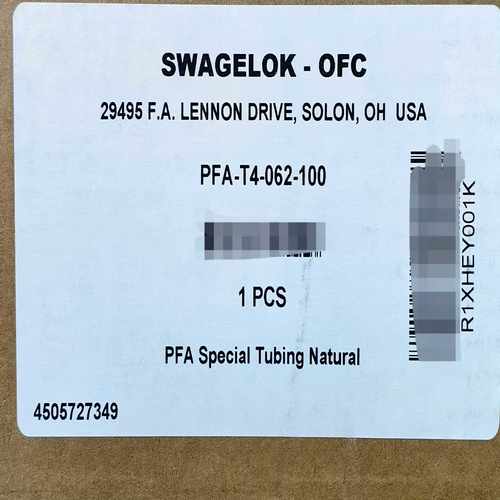 SWAGELOK - OFC
29495 F.A. LENNON DRIVE, SOLON, OH USA
PFA-T4-062-100
1 PCS
PFA Special Tubing Natural
4505727349
R1XHEY001K